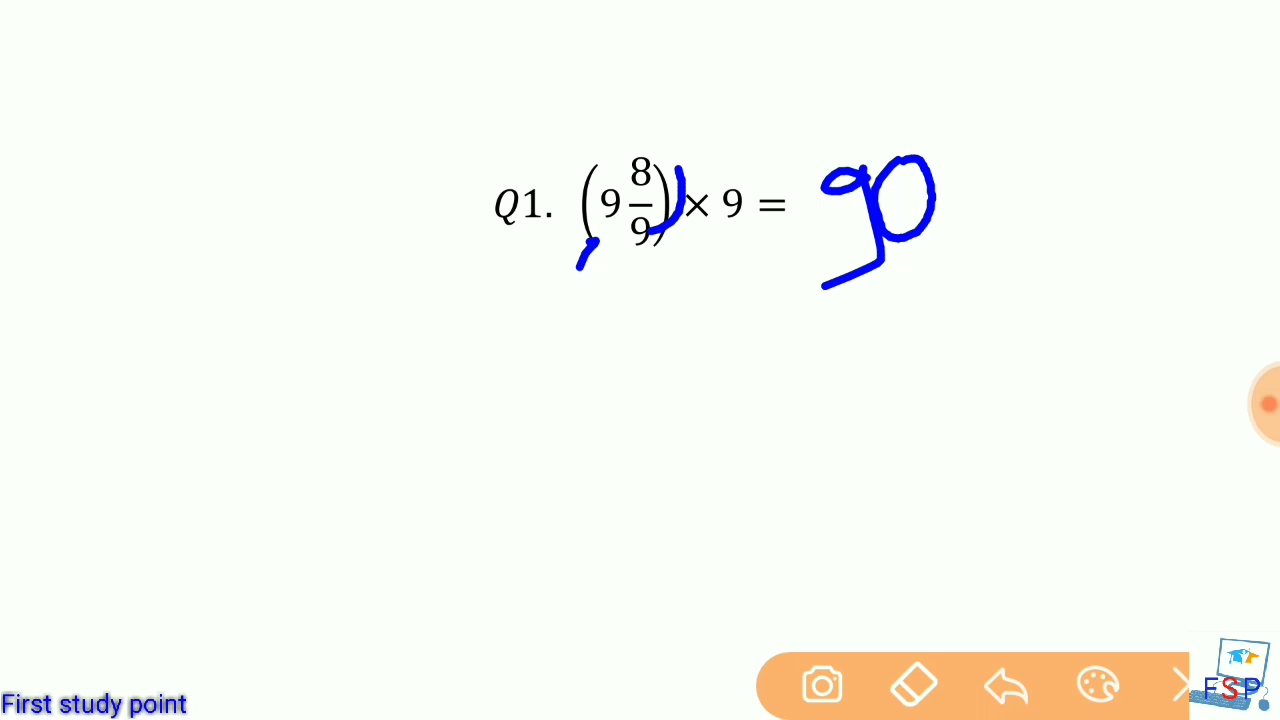 Q1. (9 8/9) × 9 = 90
First study point
FSP